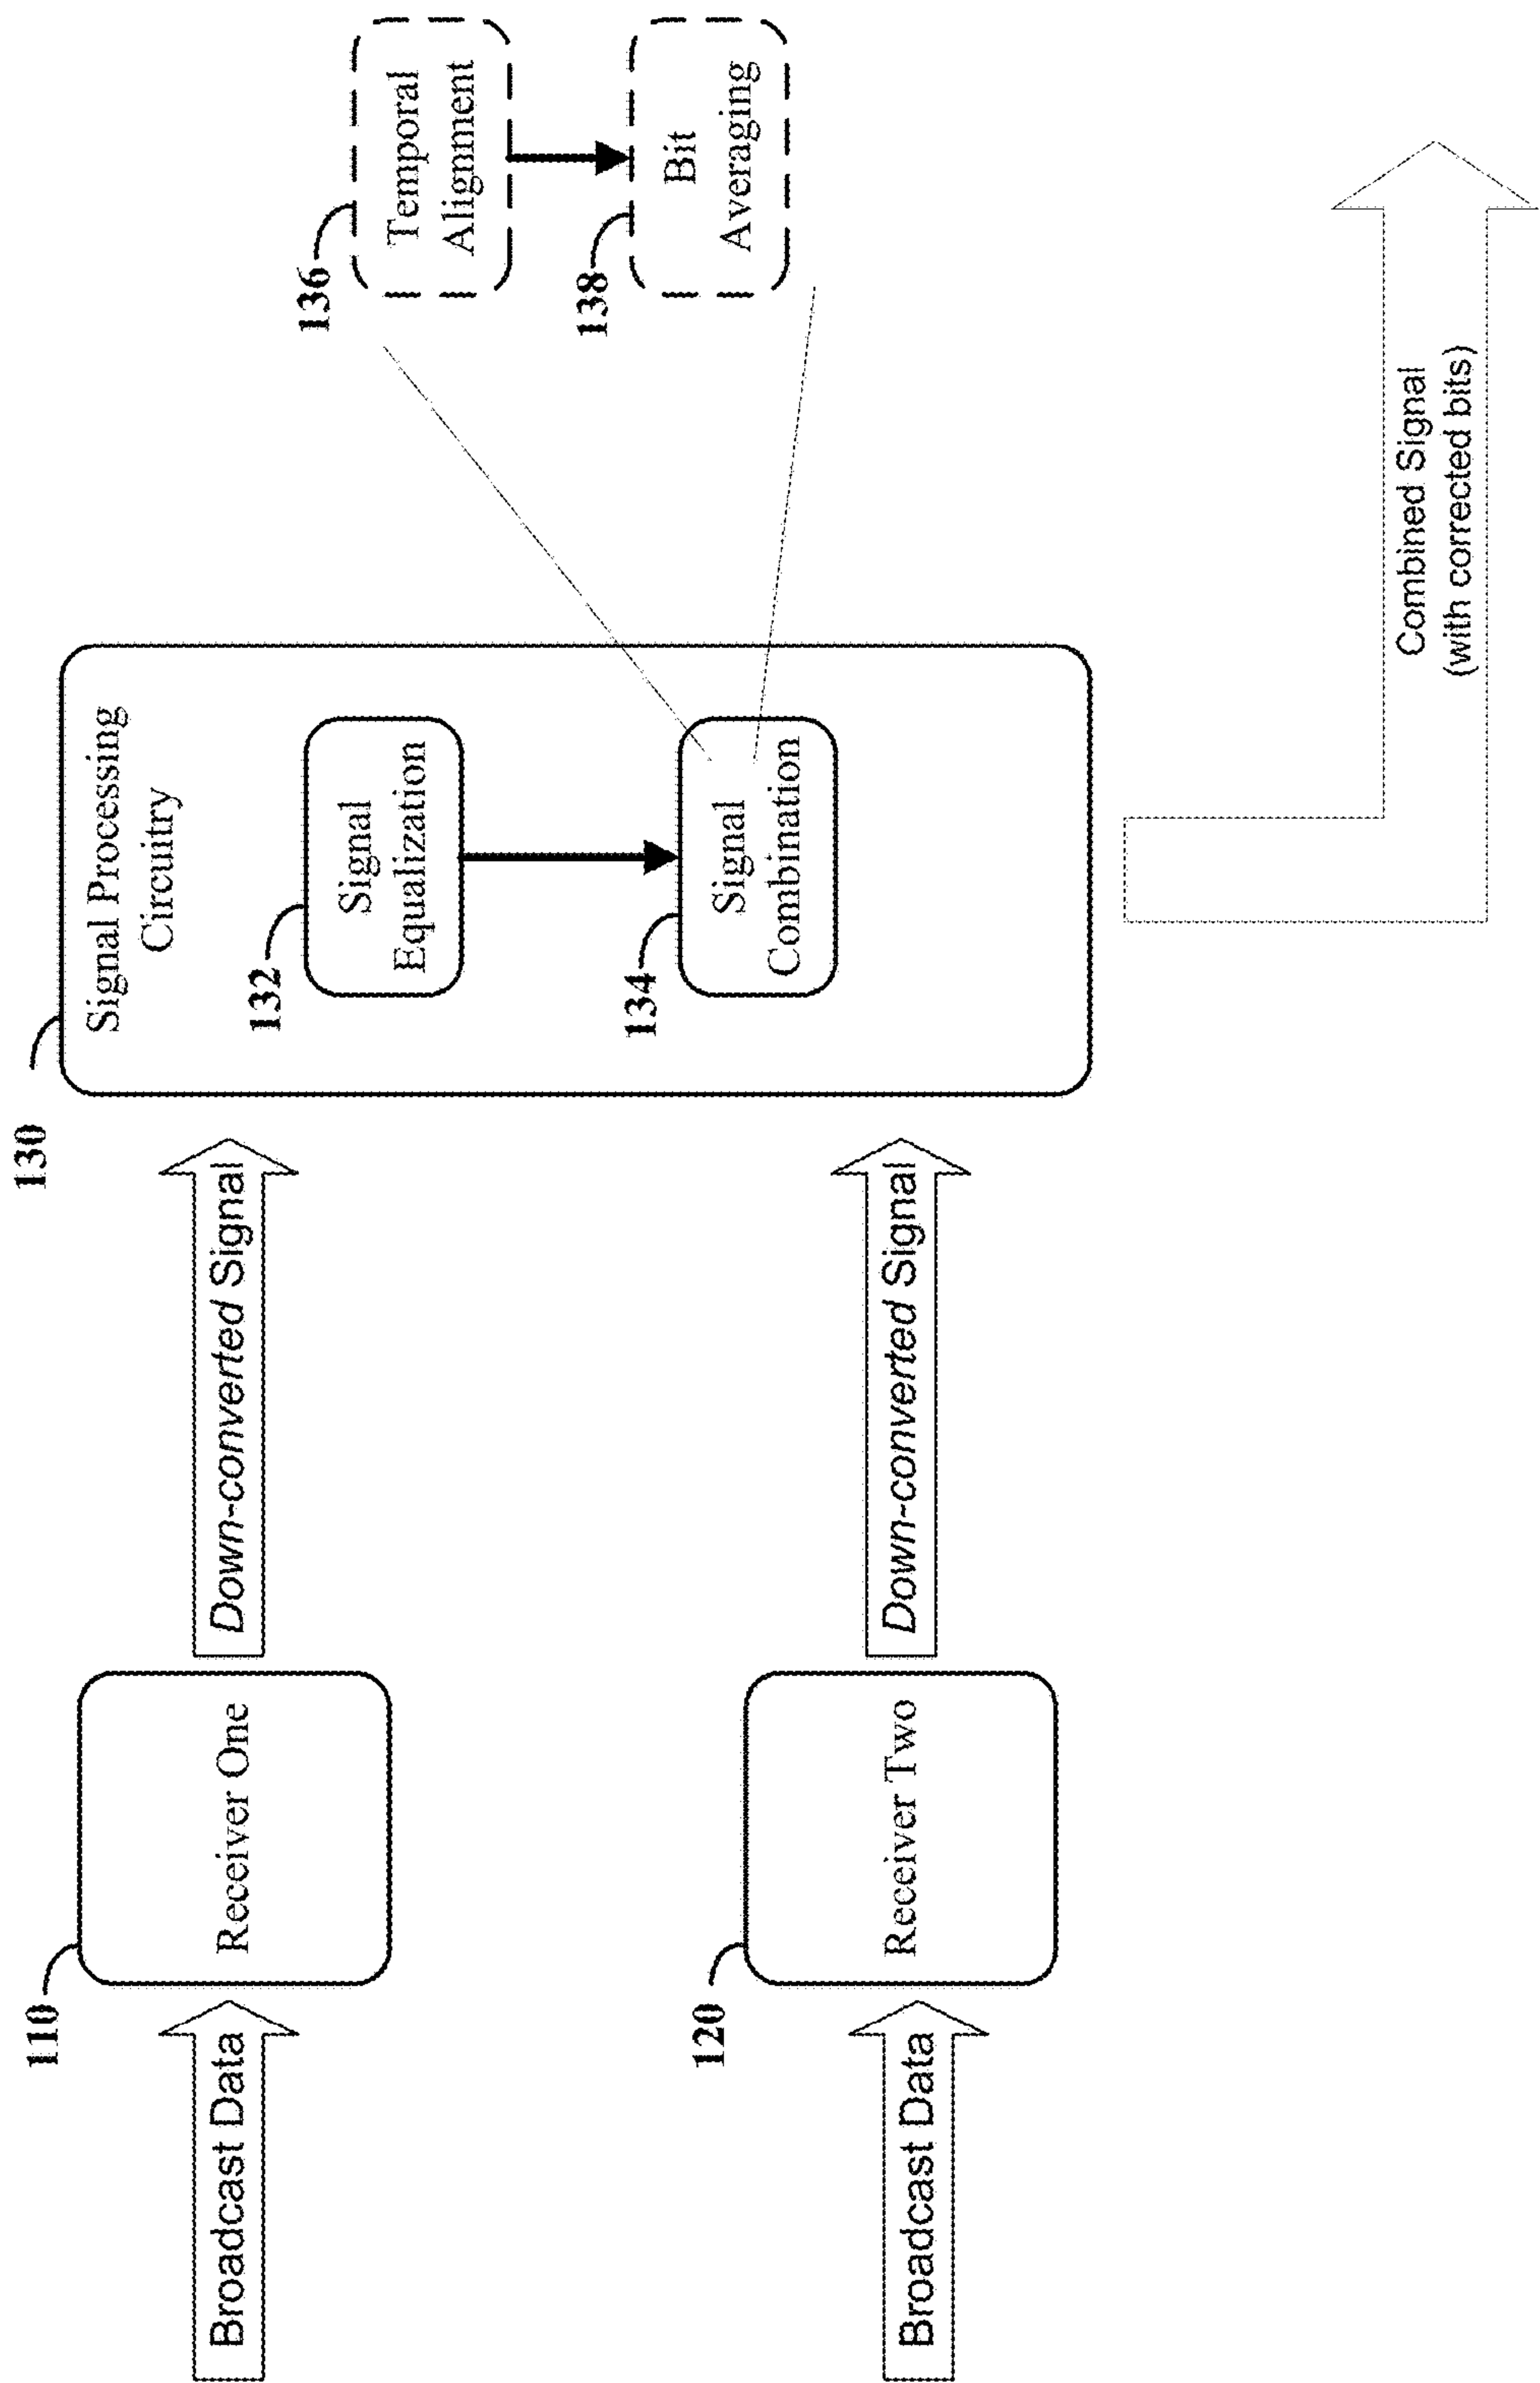 130
Signal Processing
Circuitry
110
Broadcast Data
Receiver One
Down-converted Signal
132
Signal
Equalization
136
Temporal
Alignment
138
Bit
Averaging
120
Broadcast Data
Receiver Two
Down-converted Signal
134
Signal
Combination
Combined Signal
(with corrected bits)